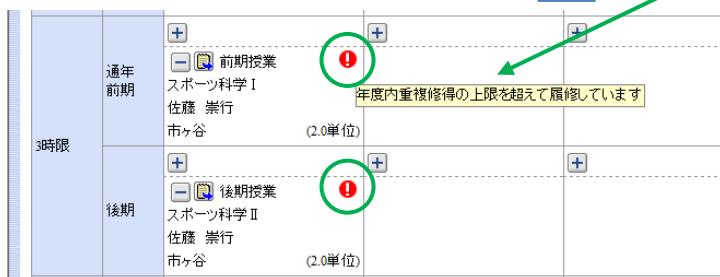 3時限
通年
前期
前期授業
スポーツ科学Ⅰ
佐藤 崇行
市ヶ谷 (2.0単位)
年度内重複修得の上限を超えて履修しています
後期
後期授業
スポーツ科学Ⅱ
佐藤 崇行
市ヶ谷 (2.0単位)